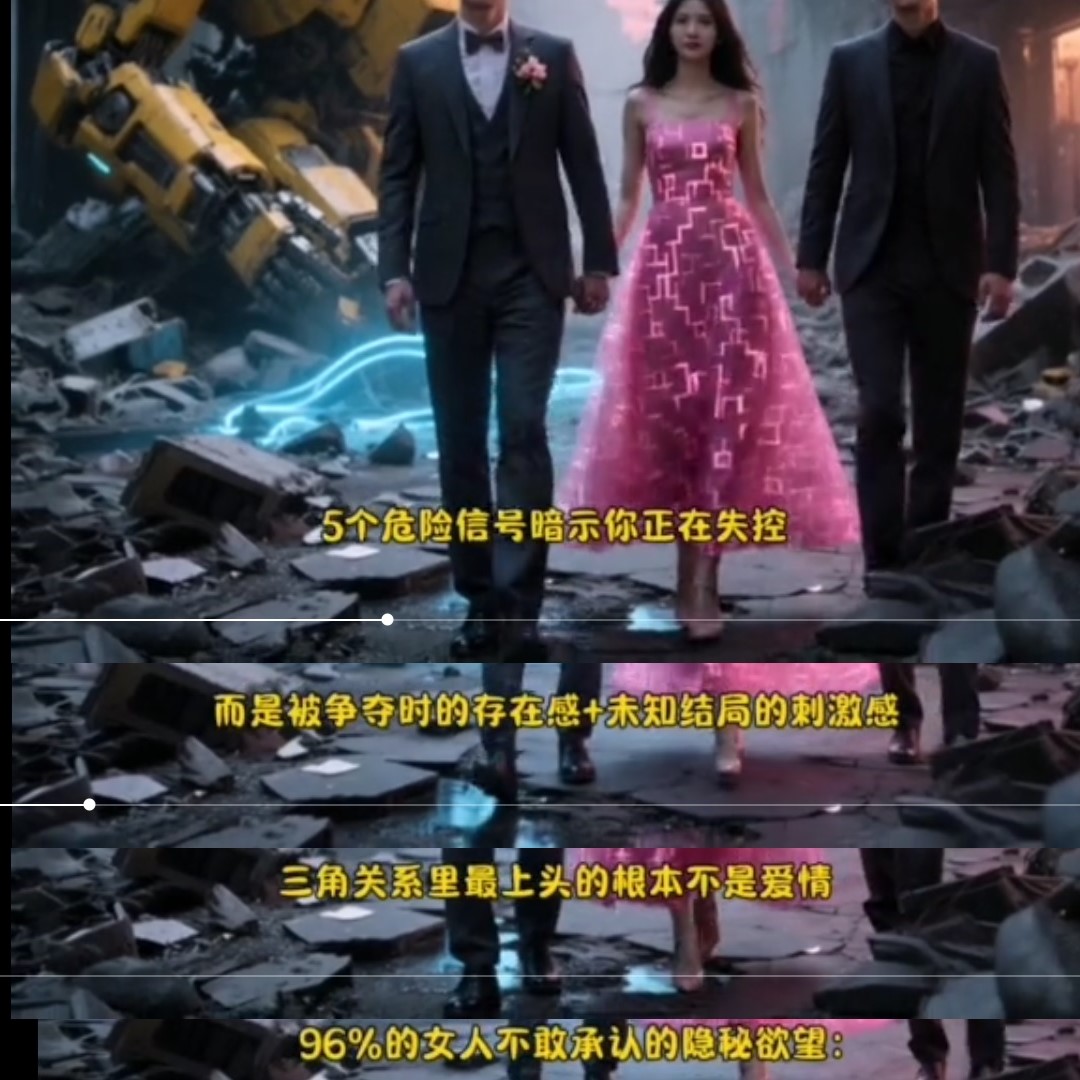 5个危险信号暗示你正在失控
而是被争夺时的存在感+未知结局的刺激感
三角关系里最上头的根本不是爱情
96%的女人不敢承认的隐秘欲望：